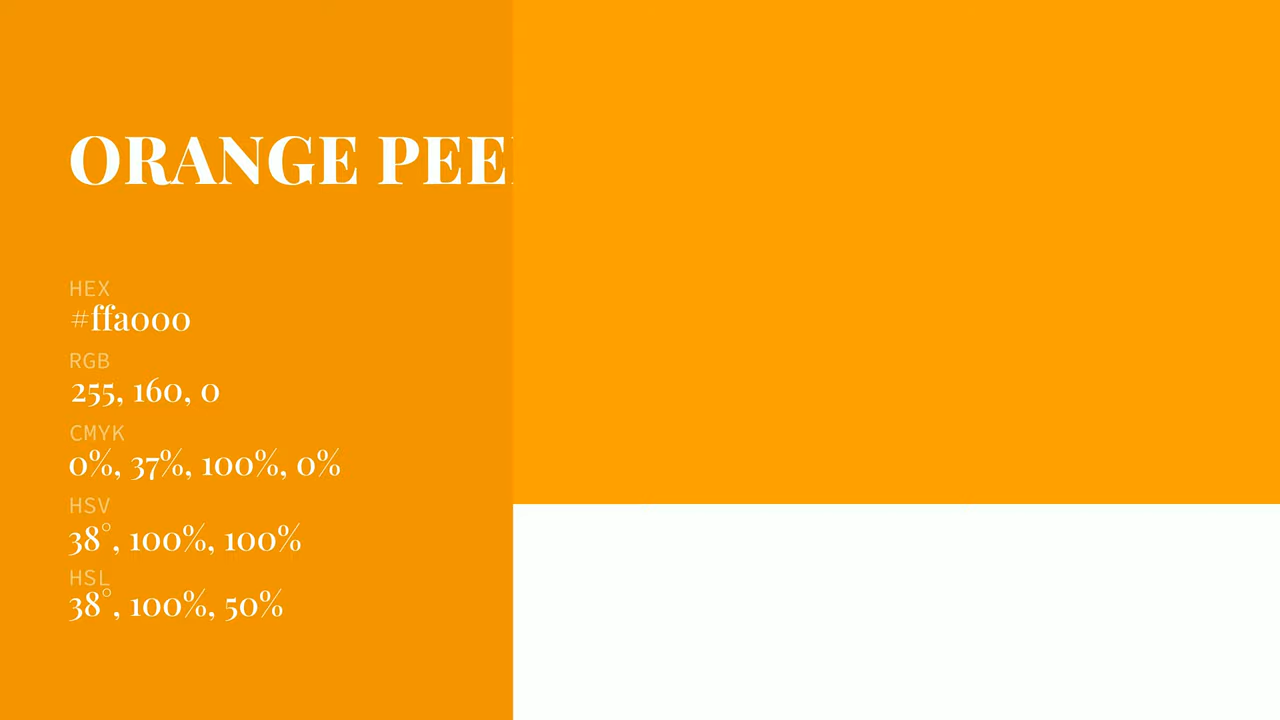 ORANGE PEE
HEX
#ffa000
RGB
255, 160, 0
CMYK
0%, 37%, 100%, 0%
HSV
38°, 100%, 100%
HSL
38°, 100%, 50%